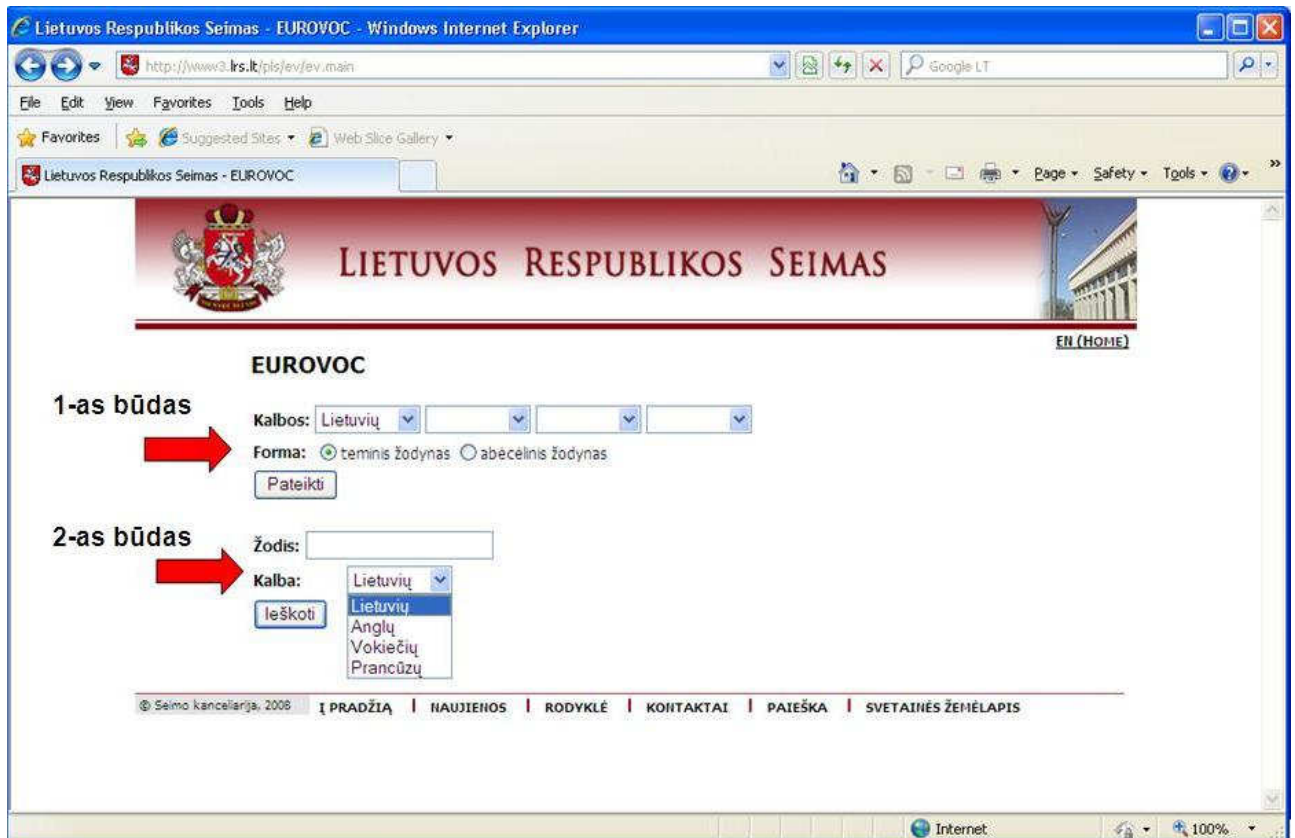 Lietuvos Respublikos Seimas - EUROVOC - Windows Internet Explorer
http://www3.lrs.lt/pls/ev/ev.main
Google LT
File Edit View Favorites Tools Help
Favorites Suggested Sites Web Slice Gallery
Lietuvos Respublikos Seimas - EUROVOC
Page Safety Tools »
LIETUVOS RESPUBLIKOS SEIMAS
EN (HOME)
EUROVOC
1-as būdas
Kalbos: Lietuvių
Forma: teminis žodynas abėcėlinis žodynas
Pateikti
2-as būdas
Žodis:
Kalba: Lietuvių
Ieškoti
Lietuvių
Anglų
Vokiečių
Prancūzų
© Seimo kanceliarija, 2006 Į PRADŽIĄ NAUJIENOS RODYKLĖ KONTAKTAI PAIEŠKA SVETAINĖS ŽEMĖLAPIS
Internet 100%